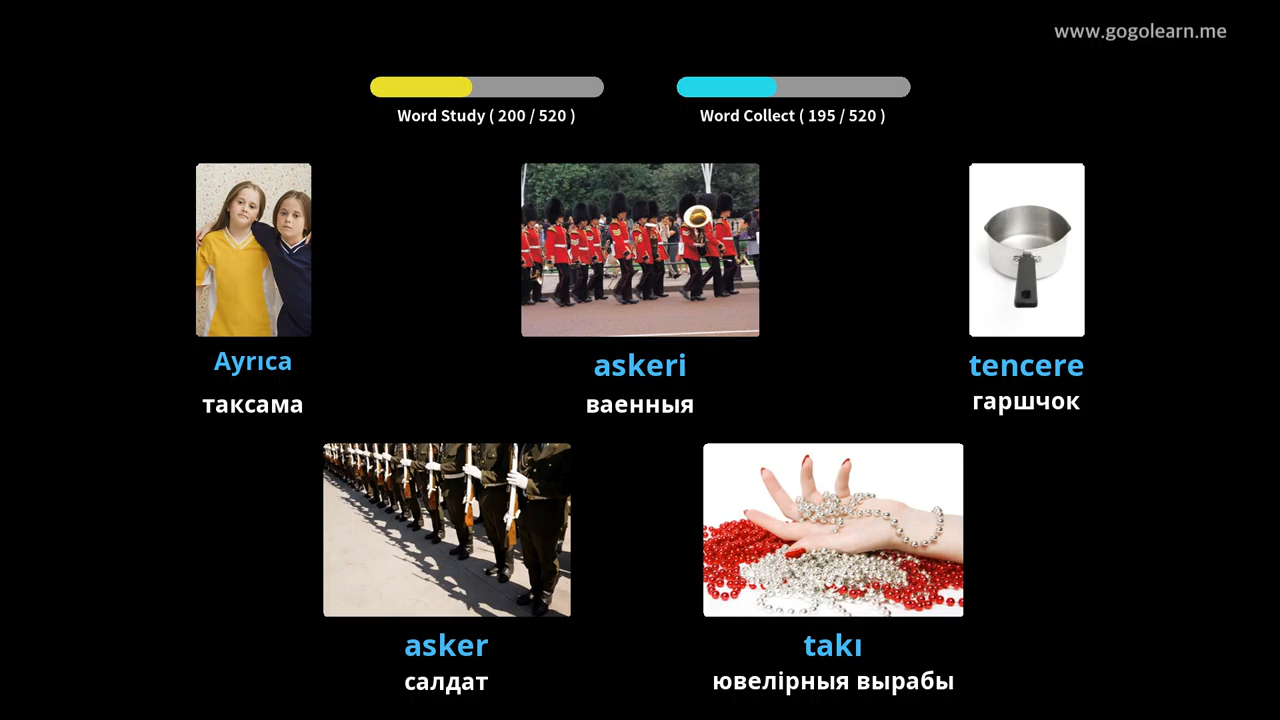 www.gogolearn.me
Word Study ( 200 / 520 )
Word Collect ( 195 / 520 )
Ayrıca
таксама
askeri
ваенныя
tencere
гаршчок
asker
салдат
takı
ювелірныя вырабы